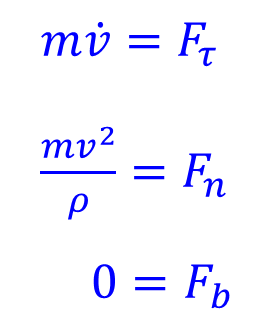 mv̇ = F_τ
mv²/ρ = F_n
0 = F_b